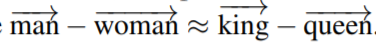 man⃗ − woman⃗ ≈ king⃗ − queen⃗.